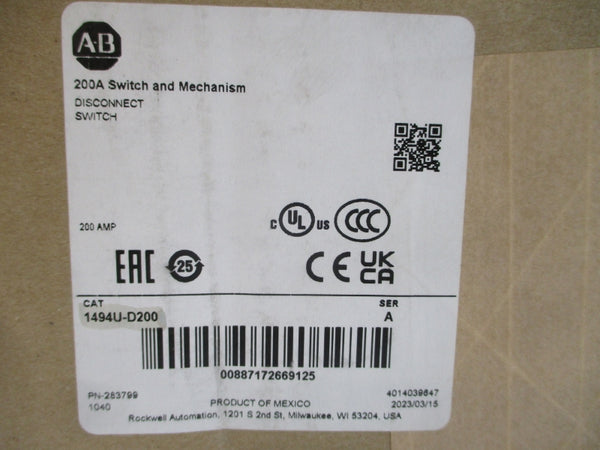 A-B
200A Switch and Mechanism
DISCONNECT
SWITCH
200 AMP
C UL US
CCC
EAC
25
CE
UK
CA
CAT
SER
1494U-D200
A
00887172669125
PN-283799
4014039647
1040
PRODUCT OF MEXICO
2023/03/15
Rockwell Automation, 1201 S 2nd St, Milwaukee, WI 53204, USA